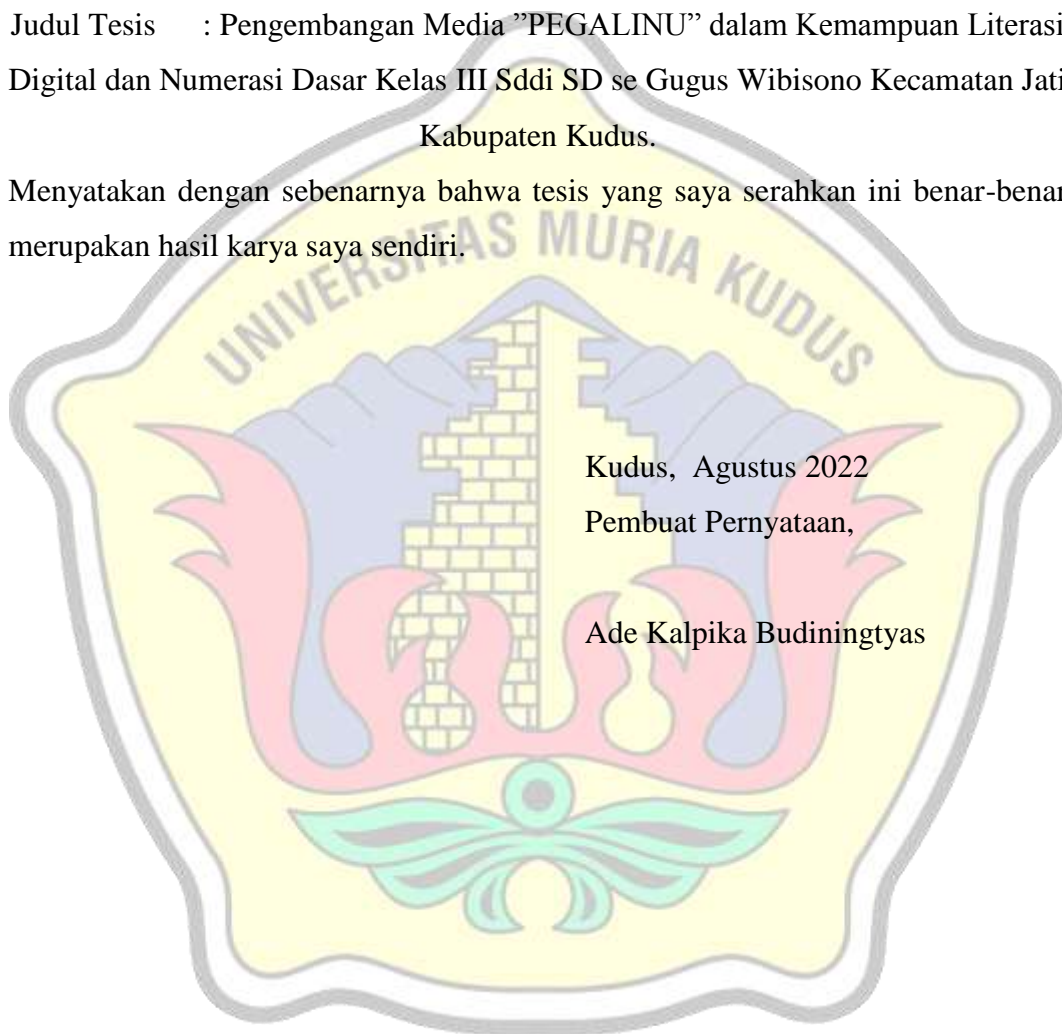 Judul Tesis : Pengembangan Media ”PEGALINU” dalam Kemampuan Literasi
Digital dan Numerasi Dasar Kelas III Sddi SD se Gugus Wibisono Kecamatan Jati
Kabupaten Kudus.
Menyatakan dengan sebenarnya bahwa tesis yang saya serahkan ini benar-benar
merupakan hasil karya saya sendiri.
UNIVERSITAS MURIA KUDUS
Kudus, Agustus 2022
Pembuat Pernyataan,
Ade Kalpika Budiningtyas